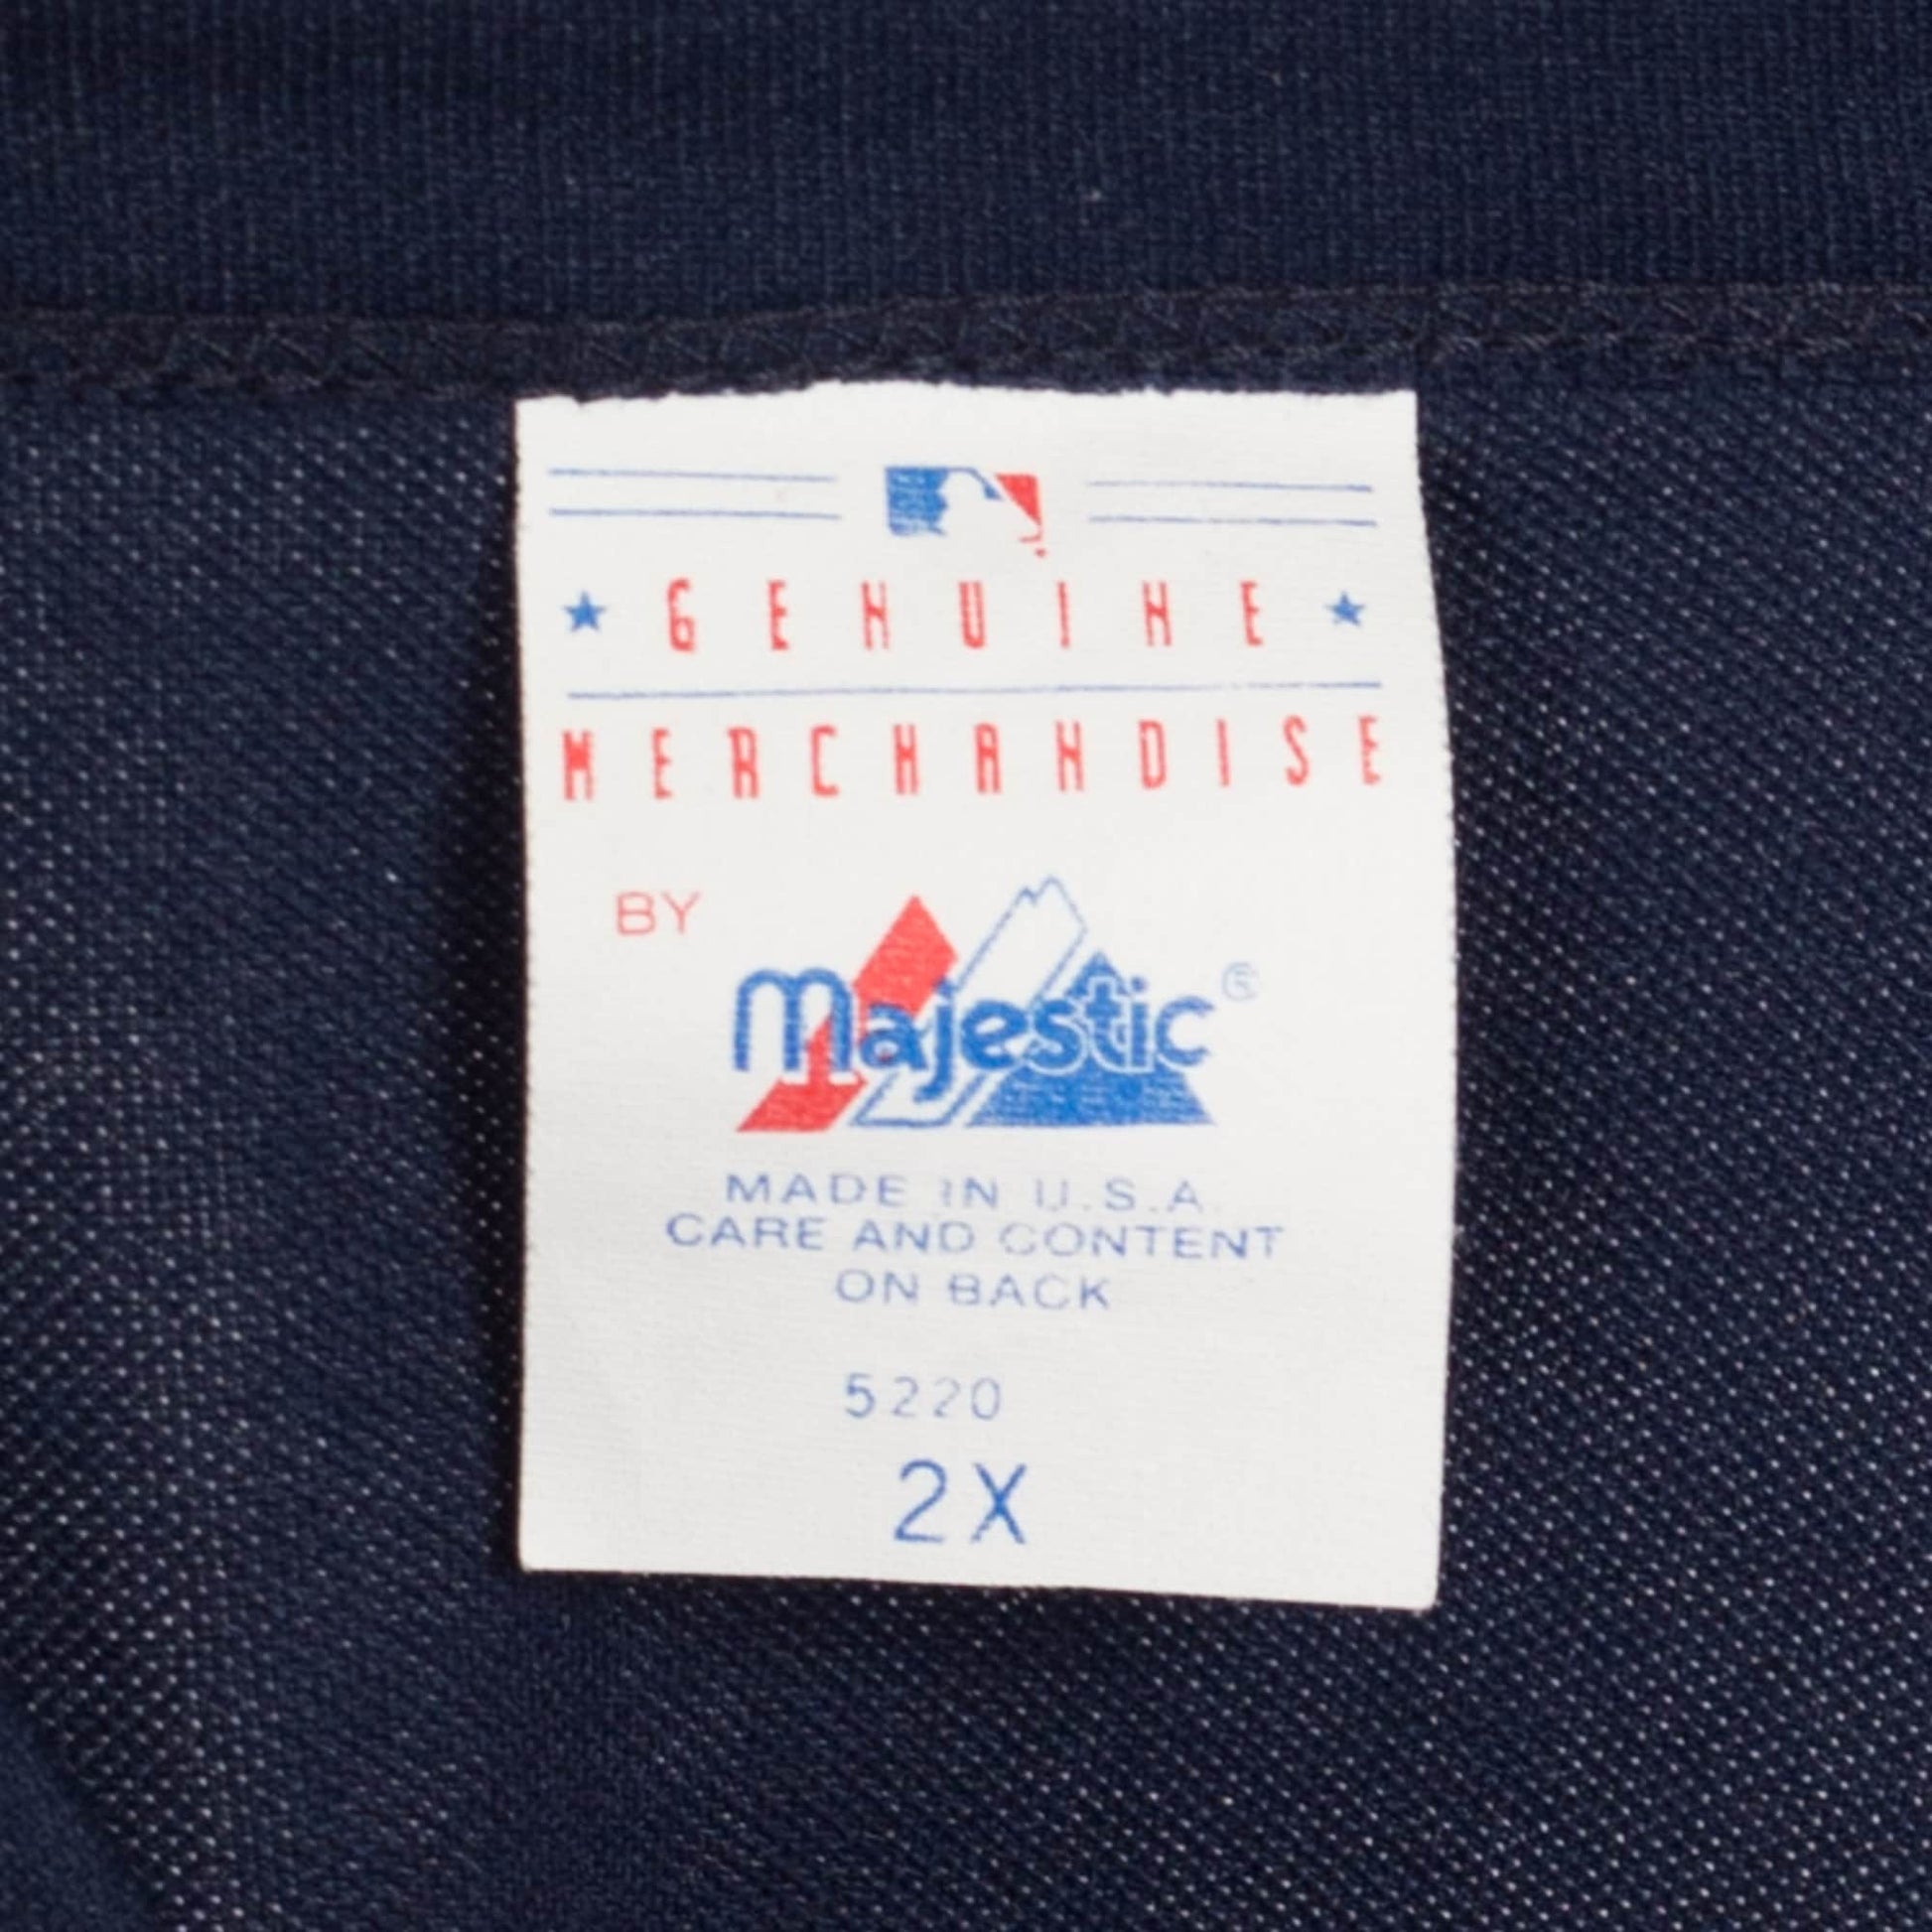 GENUINE
MERCHANDISE
BY
Majestic®
MADE IN U.S.A.
CARE AND CONTENT
ON BACK
5220
2X